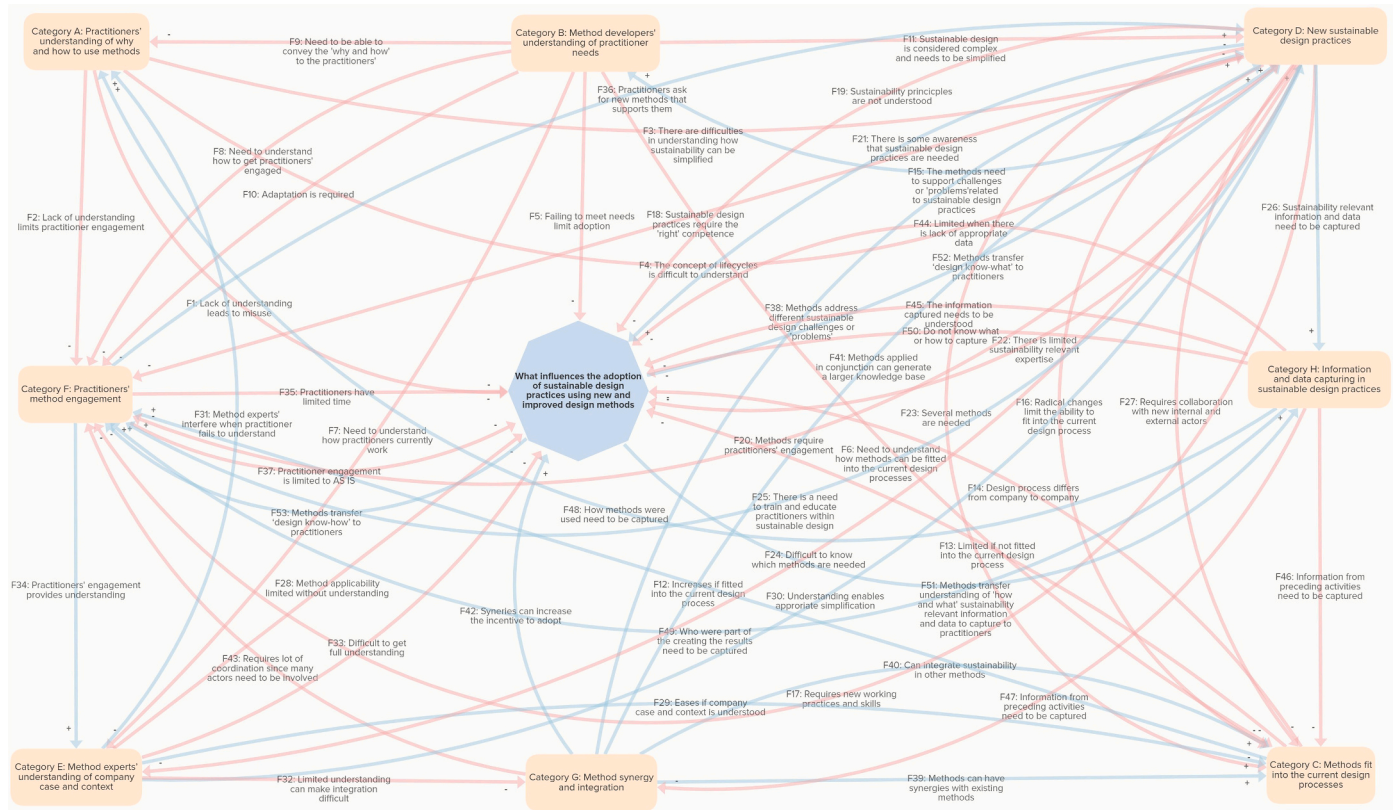 Category A: Practitioners'
understanding of why
and how to use methods
Category B: Method developers'
understanding of practitioner
needs
Category D: New sustainable
design practices
F9: Need to be able to
convey the 'why and how'
to the practitioners'
F11: Sustainable design
is considered complex
and needs to be simplified
F36: Practitioners ask
for new methods that
supports them
F19: Sustainability princicples
are not understood
F3: There are difficulties
in understanding how
sustainability can be
simplified
F21: There is some awareness
that sustainable design
practices are needed
F8: Need to understand
how to get practitioners'
engaged
F10: Adaptation is required
F15: The methods need
to support challenges
or 'problems'related
to sustainable design
practices
F2: Lack of understanding
limits practitioner engagement
F5: Failing to meet needs
limit adoption
F18: Sustainable design
practices require the
'right' competence
F44: Limited when there
is lack of appropriate
data
F26: Sustainability relevant
information and data
need to be captured
F4: The concept of lifecycles
is difficult to understand
F52: Methods transfer
'design know-what' to
practitioners
F1: Lack of understanding
leads to misuse
F38: Methods address
different sustainable
design challenges or
'problems'
F45: The information
captured needs to be
understood
F50: Do not know what
or how to capture
F22: There is limited
sustainability relevant
expertise
F41: Methods applied
in conjunction can generate
a larger knowledge base
Category F: Practitioners'
method engagement
What influences the adoption
of sustainable design
practices using new and
improved design methods
Category H: Information
and data capturing in
sustainable design practices
F35: Practitioners have
limited time
F31: Method experts'
interfere when practitioner
fails to understand
F7: Need to understand
how practitioners currently
work
F23: Several methods
are needed
F16: Radical changes
limit the ability to
fit into the current
design process
F27: Requires collaboration
with new internal and
external actors
F20: Methods require
practitioners' engagement
F6: Need to understand
how methods can be fitted
into the current design
processes
F37: Practitioner engagement
is limited to AS IS
F14: Design process differs
from company to company
F53: Methods transfer
'design know-how' to
practitioners
F48: How methods were
used need to be captured
F25: There is a need
to train and educate
practitioners within
sustainable design
F24: Difficult to know
which methods are needed
F13: Limited if not fitted
into the current design
process
F34: Practitioners' engagement
provides understanding
F28: Method applicability
limited without understanding
F12: Increases if fitted
into the current design
process
F30: Understanding enables
approriate simplification
F51: Methods transfer
understanding of 'how
and what' sustainability
relevant information
and data to capture to
practitioners
F46: Information from
preceding activities
need to be captured
F42: Syneries can increase
the incentive to adopt
F33: Difficult to get
full understanding
F49: Who were part of
the creating the results
need to be captured
F43: Requires lot of
coordination since many
actors need to be involved
F40: Can integrate sustainability
in other methods
F29: Eases if company
case and context is understood
F17: Requires new working
practices and skills
F47: Information from
preceding activities
need to be captured
Category E: Method experts'
understanding of company
case and context
F32: Limited understanding
can make integration
difficult
Category G: Method synergy
and integration
F39: Methods can have
synergies with existing
methods
Category C: Methods fit
into the current design
processes